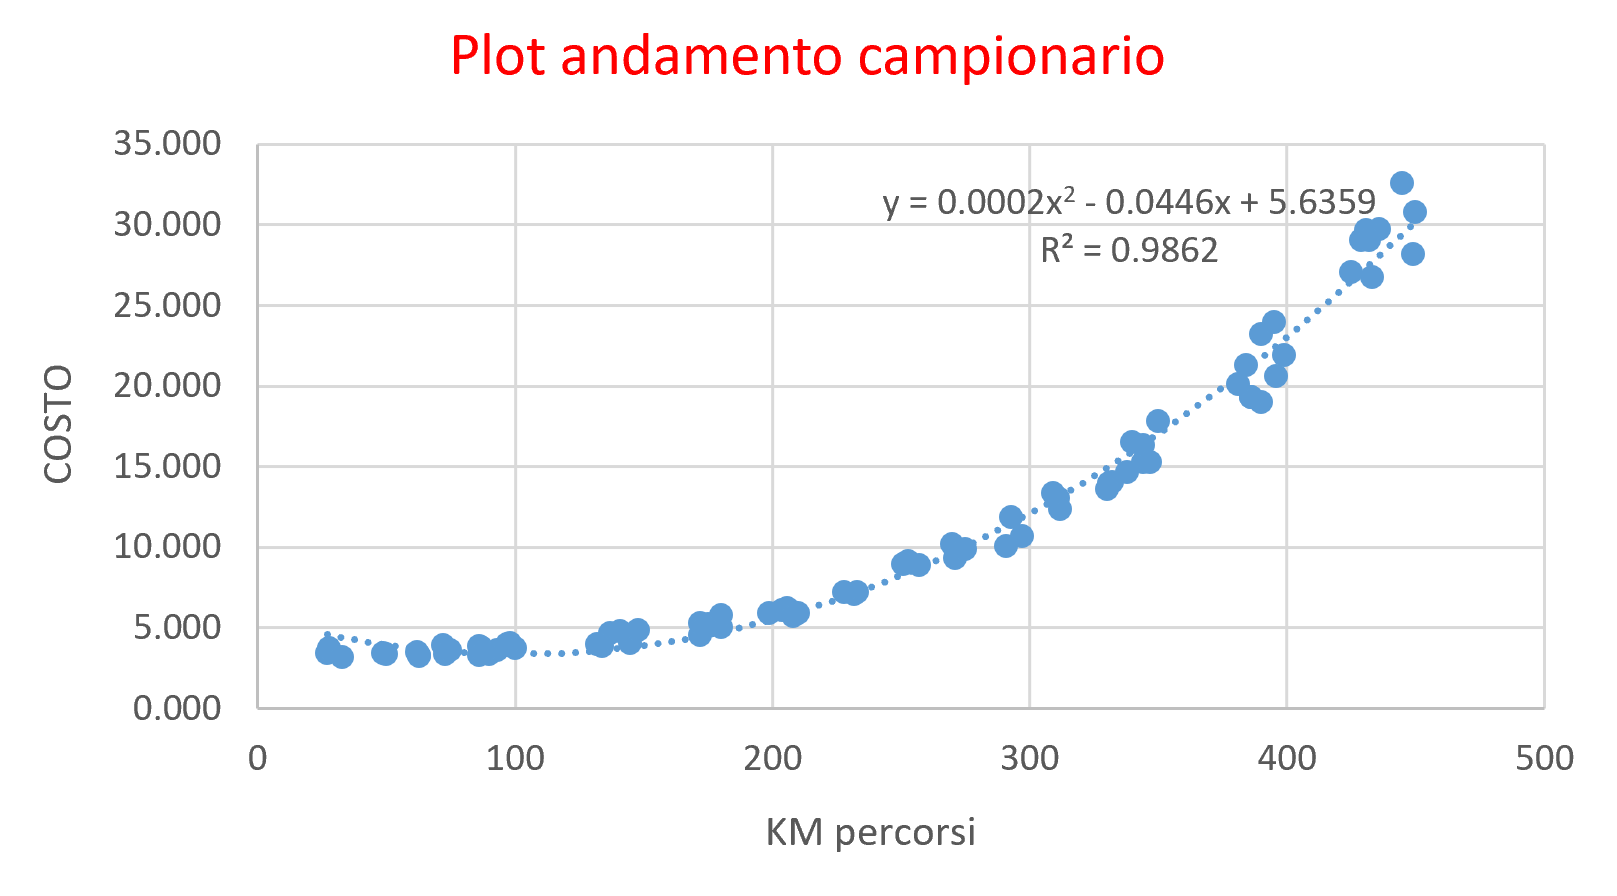 Plot andamento campionario
35.000
30.000
25.000
20.000
15.000
10.000
5.000
0.000
y = 0.0002x² - 0.0446x + 5.6359
R² = 0.9862
COSTO
0 100 200 300 400 500
KM percorsi